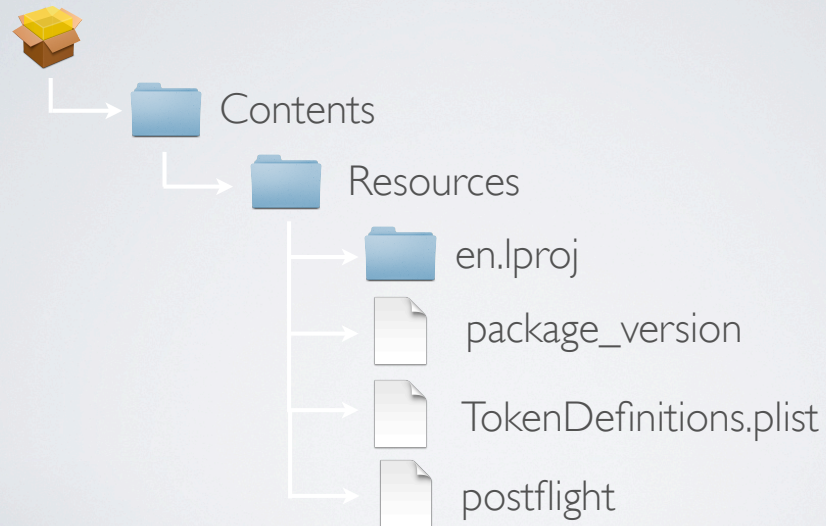 Contents
Resources
en.lproj
package_version
TokenDefinitions.plist
postflight